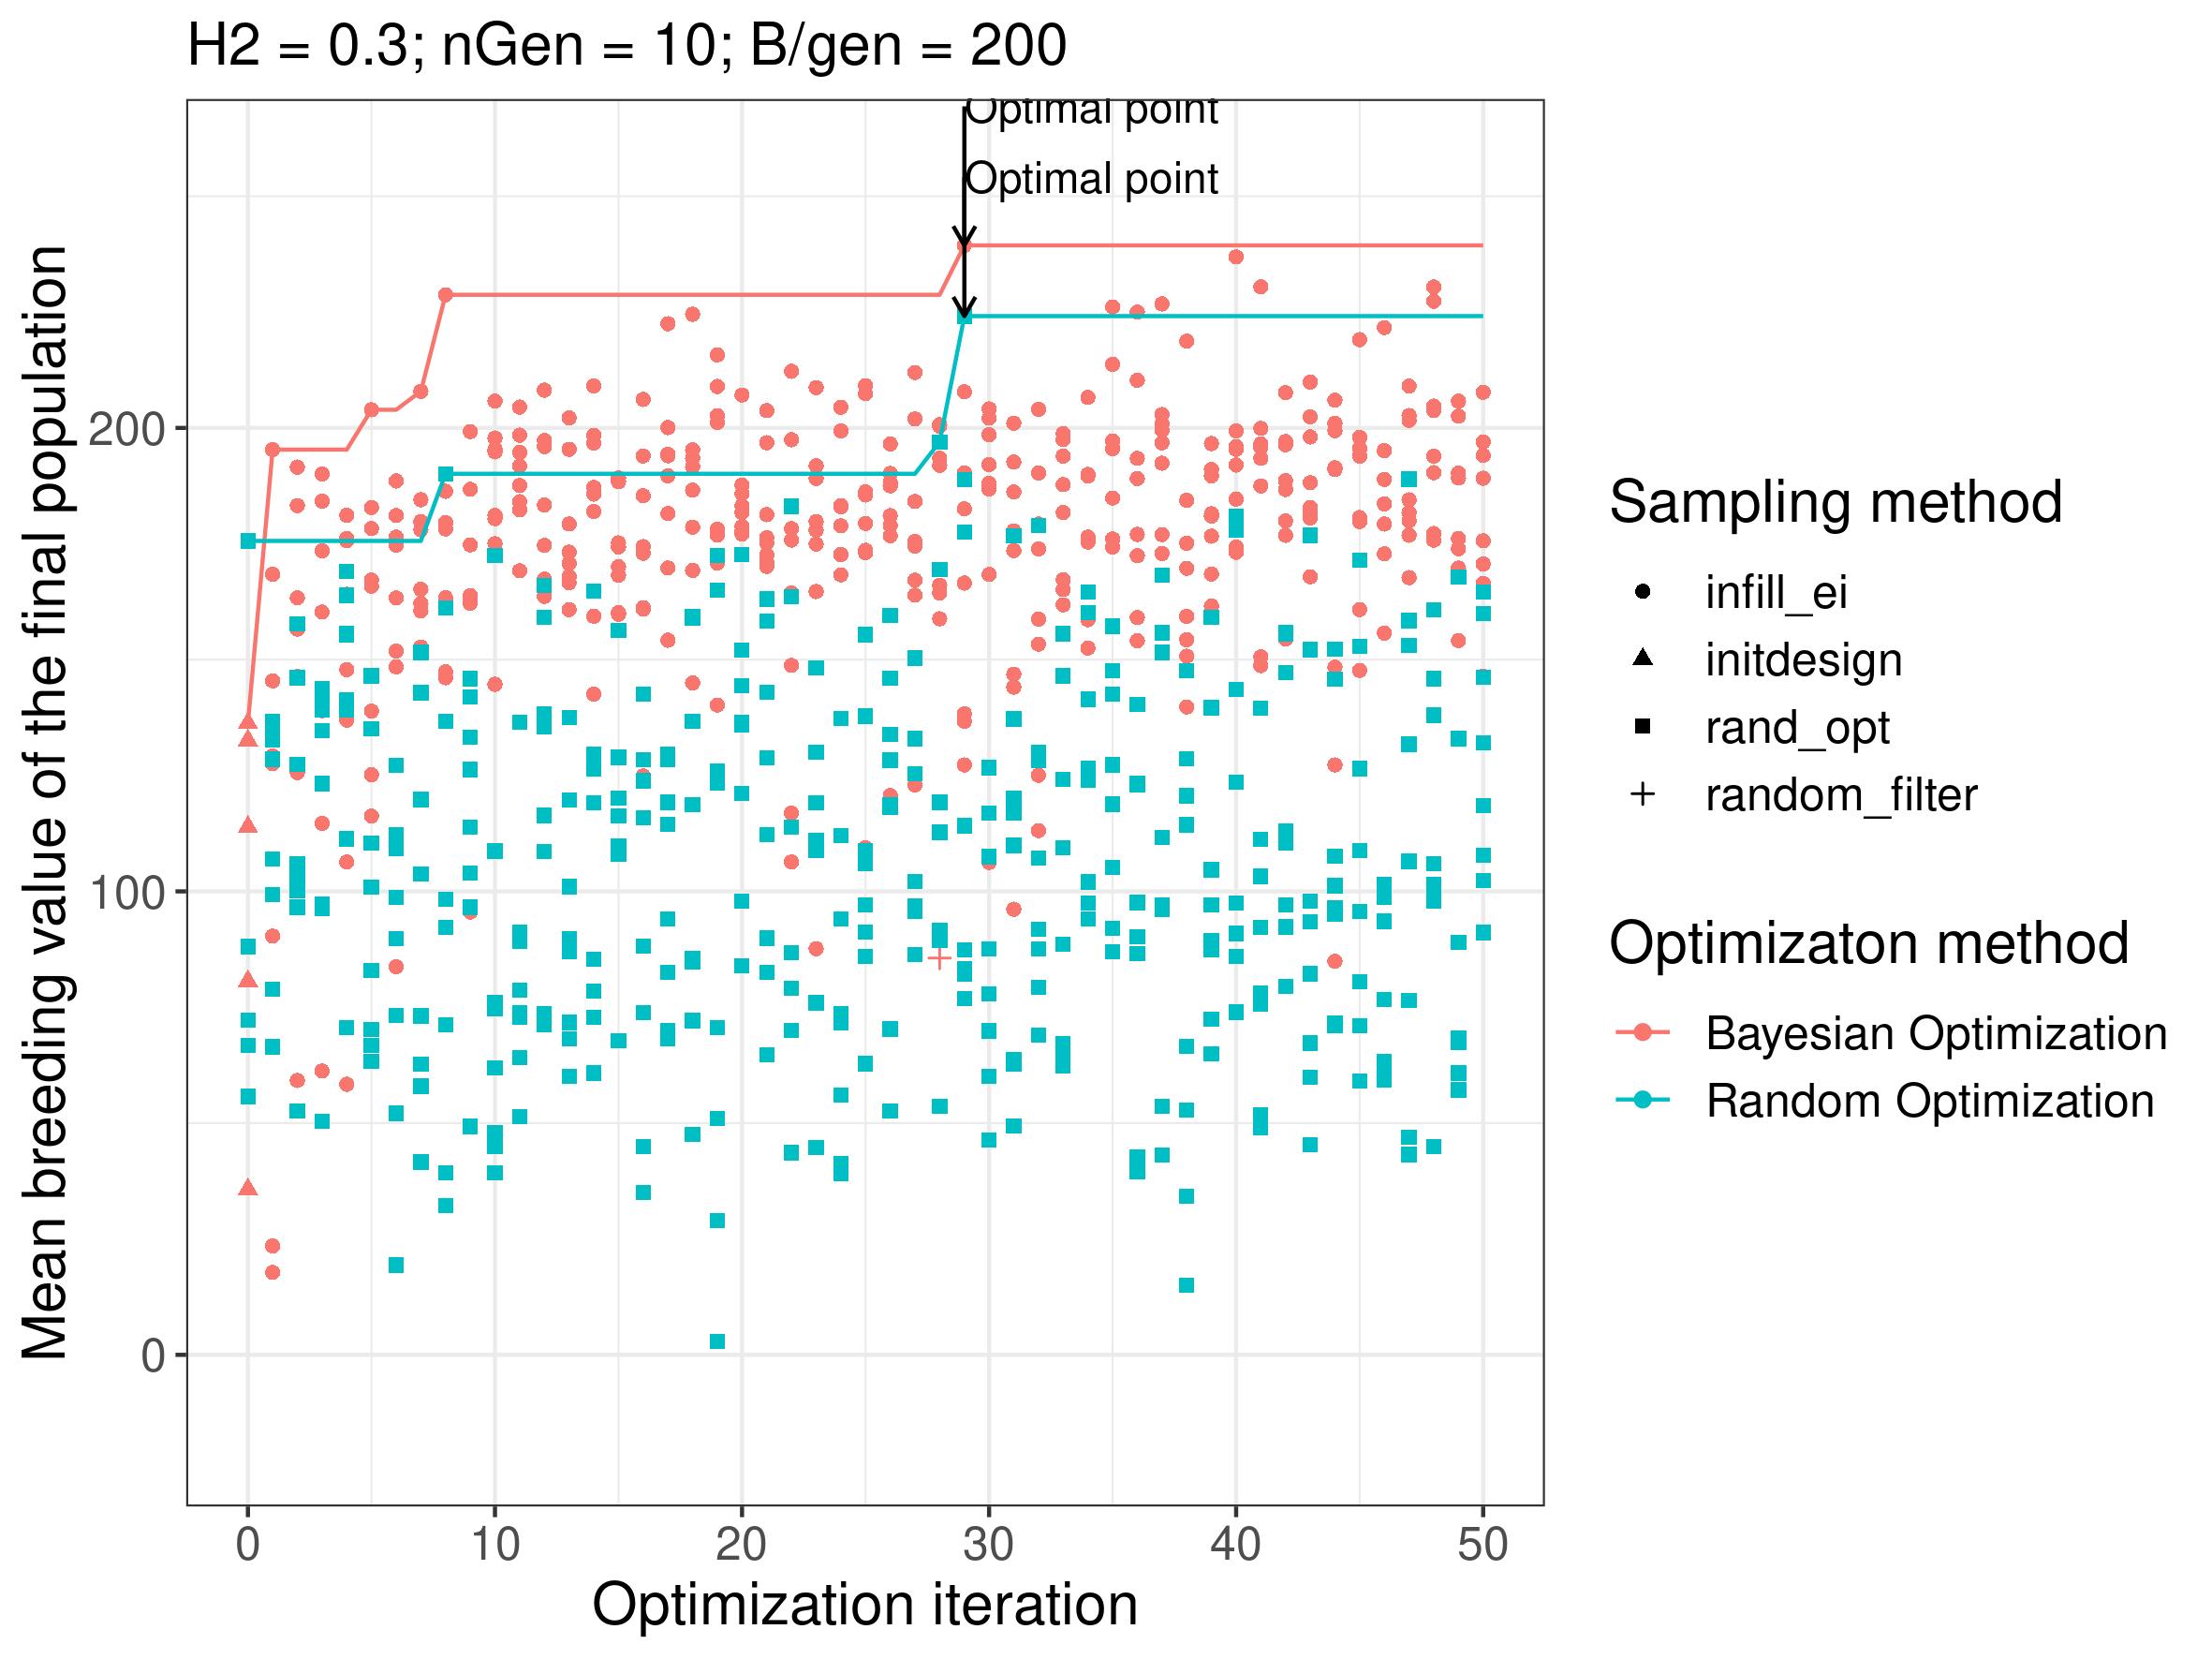 H2 = 0.3; nGen = 10; B/gen = 200
Optimal point
Optimal point
Mean breeding value of the final population
200
100
0
0 10 20 30 40 50
Optimization iteration
Sampling method
infill_ei
initdesign
rand_opt
random_filter
Optimizaton method
Bayesian Optimization
Random Optimization